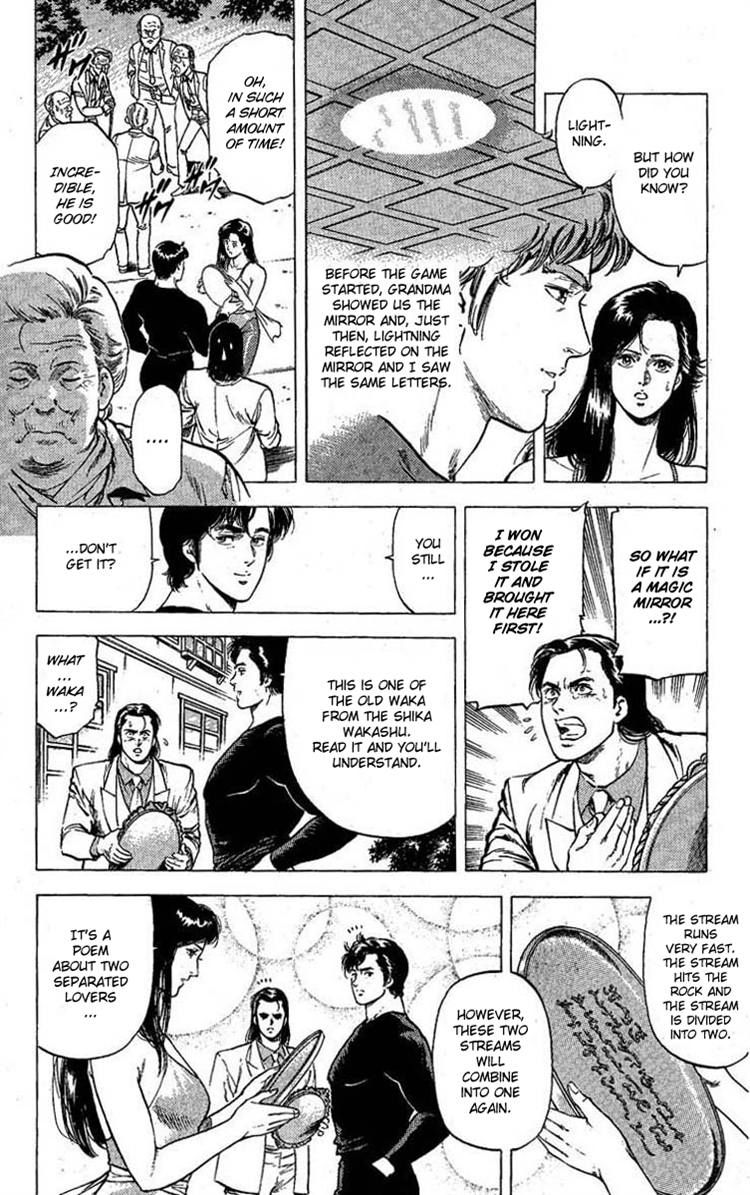 BUT HOW
DID YOU
KNOW?
LIGHT-
NING.
BEFORE THE GAME
STARTED, GRANDMA
SHOWED US THE
MIRROR AND, JUST
THEN, LIGHTNING
REFLECTED ON THE
MIRROR AND I SAW
THE SAME LETTERS.
OH,
IN SUCH
A SHORT
AMOUNT
OF TIME!
INCRE-
DIBLE,
HE IS
GOOD!
....
SO WHAT
IF IT IS
A MAGIC
MIRROR
...?!
I WON
BECAUSE
I STOLE
IT AND
BROUGHT
IT HERE
FIRST!
YOU
STILL
...
...DON'T
GET IT?
THIS IS ONE OF
THE OLD WAKA
FROM THE SHIKA
WAKASHU.
READ IT AND YOU'LL
UNDERSTAND.
WHAT
...
WAKA
...?
THE STREAM
RUNS
VERY FAST.
THE STREAM
HITS THE
ROCK AND
THE STREAM
IS DIVIDED
INTO TWO.
HOWEVER,
THESE TWO
STREAMS
WILL
COMBINE
INTO ONE
AGAIN.
IT'S A
POEM
ABOUT TWO
SEPARATED
LOVERS
...